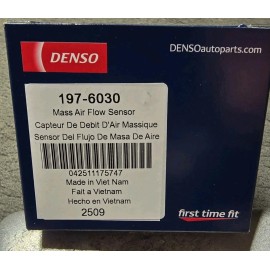 DENSO
DENSOautoparts.com
197-6030
Mass Air Flow Sensor
Capteur De Debit D'Air Massique
Sensor Del Flujo De Masa De Aire
042511175747
Made in Viet Nam
Fait a Vietnam
Hecho en Vietnam
2509
first time fit